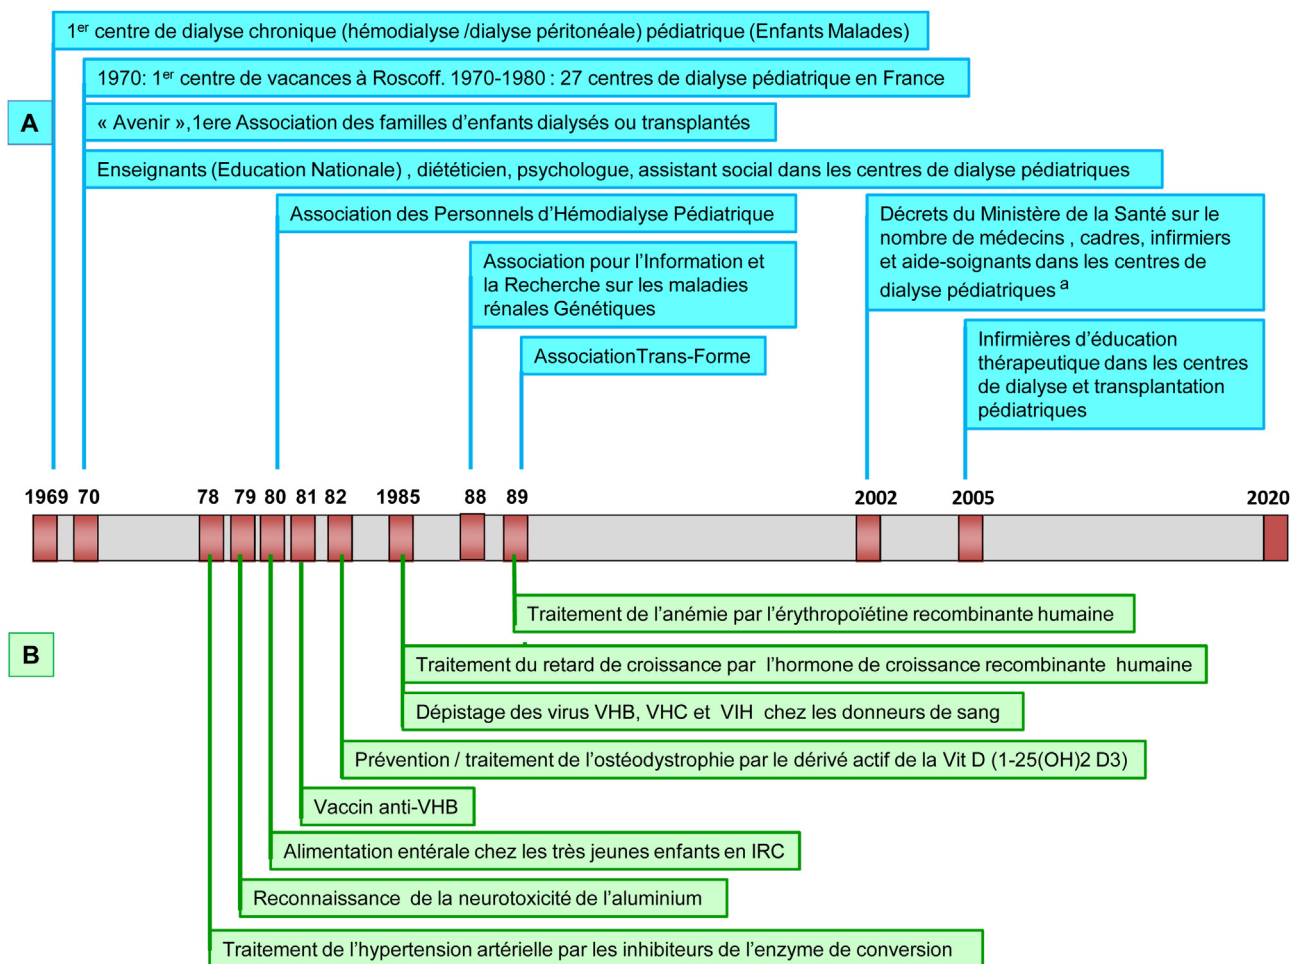 1er centre de dialyse chronique (hémodialyse /dialyse péritonéale) pédiatrique (Enfants Malades)
1970: 1er centre de vacances à Roscoff. 1970-1980 : 27 centres de dialyse pédiatrique en France
A
« Avenir »,1ere Association des familles d’enfants dialysés ou transplantés
Enseignants (Education Nationale) , diététicien, psychologue, assistant social dans les centres de dialyse pédiatriques
Association des Personnels d’Hémodialyse Pédiatrique
Décrets du Ministère de la Santé sur le
nombre de médecins , cadres, infirmiers
et aide-soignants dans les centres de
dialyse pédiatriques a
Association pour l’Information et
la Recherche sur les maladies
rénales Génétiques
AssociationTrans-Forme
Infirmières d’éducation
thérapeutique dans les centres
de dialyse et transplantation
pédiatriques
1969 70 78 79 80 81 82 1985 88 89 2002 2005 2020
Traitement de l’anémie par l’érythropoïétine recombinante humaine
B
Traitement du retard de croissance par l’hormone de croissance recombinante humaine
Dépistage des virus VHB, VHC et VIH chez les donneurs de sang
Prévention / traitement de l’ostéodystrophie par le dérivé actif de la Vit D (1-25(OH)2 D3)
Vaccin anti-VHB
Alimentation entérale chez les très jeunes enfants en IRC
Reconnaissance de la neurotoxicité de l’aluminium
Traitement de l’hypertension artérielle par les inhibiteurs de l’enzyme de conversion